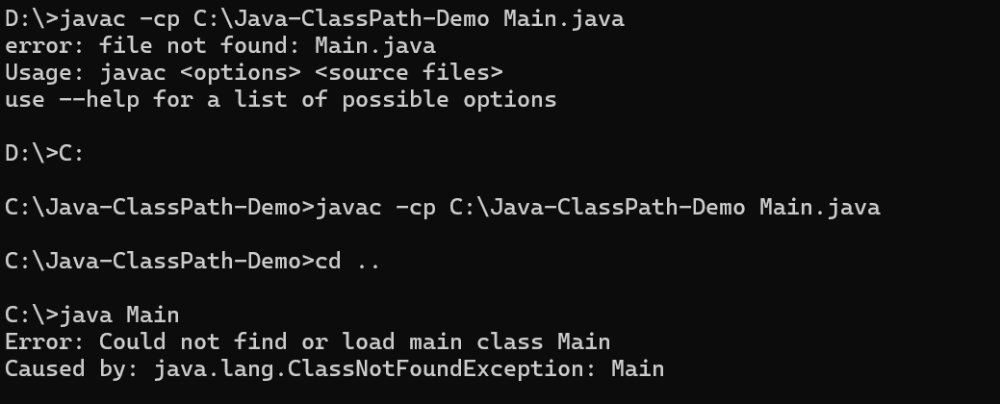 D:\>javac -cp C:\Java-ClassPath-Demo Main.java
error: file not found: Main.java
Usage: javac <options> <source files>
use --help for a list of possible options
D:\>C:
C:\Java-ClassPath-Demo>javac -cp C:\Java-ClassPath-Demo Main.java
C:\Java-ClassPath-Demo>cd ..
C:\>java Main
Error: Could not find or load main class Main
Caused by: java.lang.ClassNotFoundException: Main